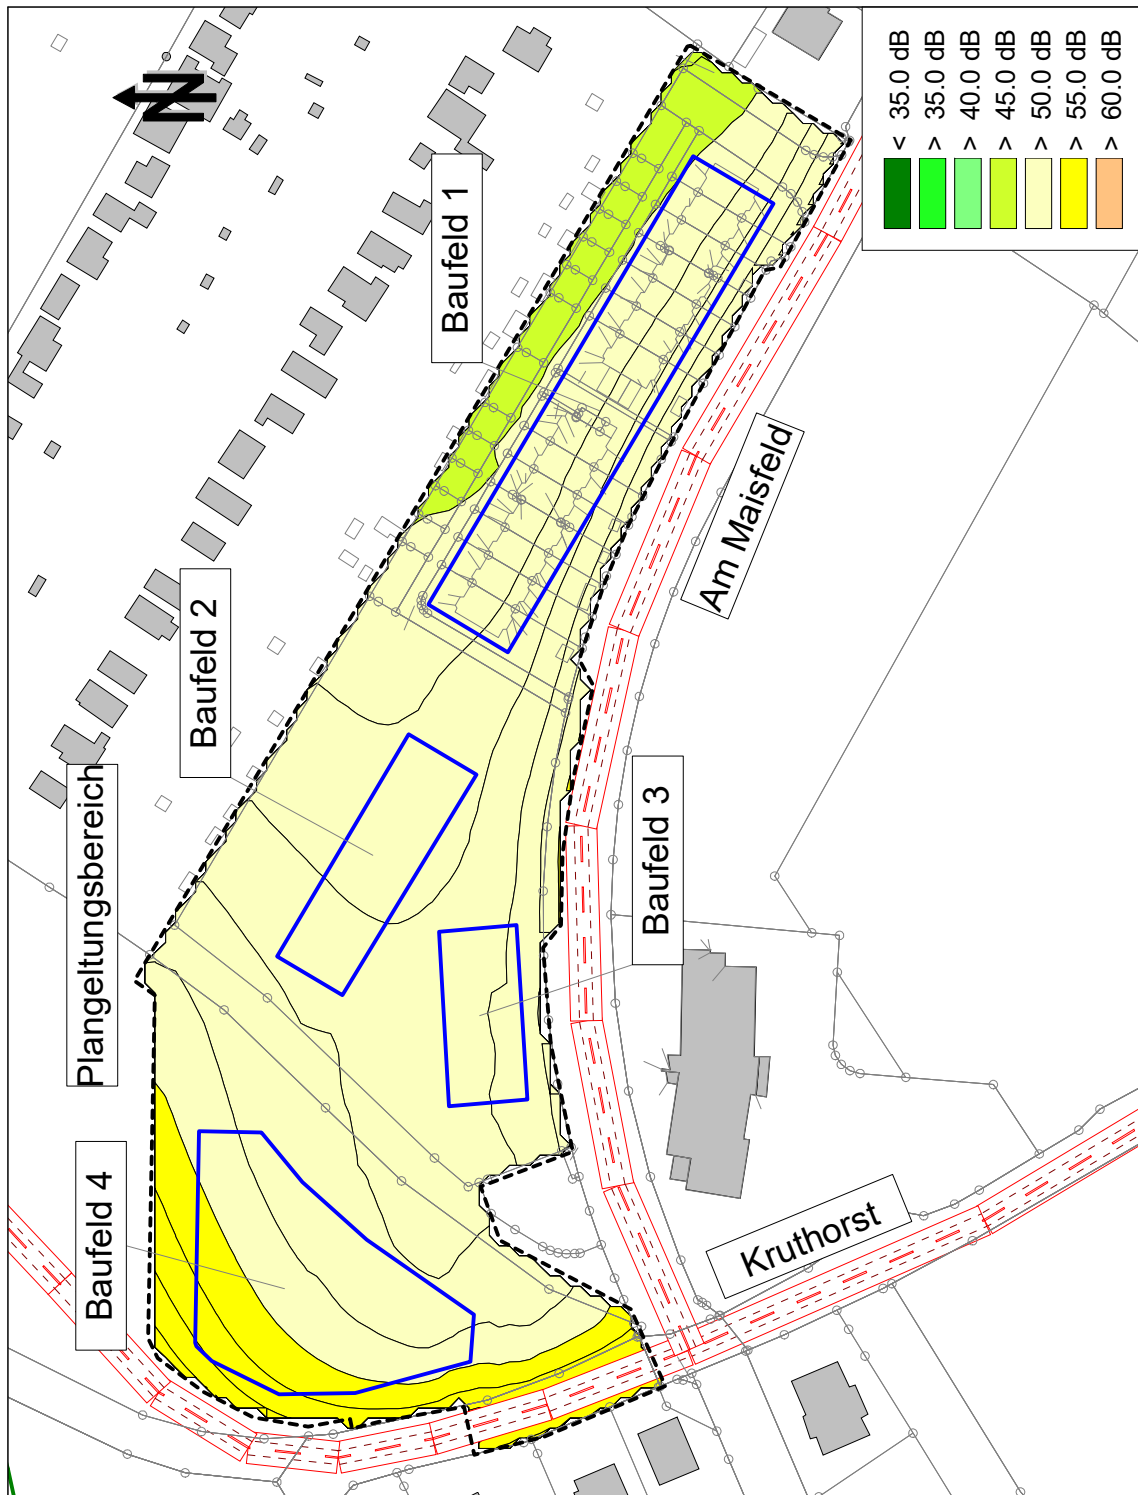 Baufeld 4
Plangeltungsbereich
Baufeld 2
Baufeld 1
Baufeld 3
Am Maisfeld
Kruthorst
N
< 35.0 dB
> 35.0 dB
> 40.0 dB
> 45.0 dB
> 50.0 dB
> 55.0 dB
> 60.0 dB